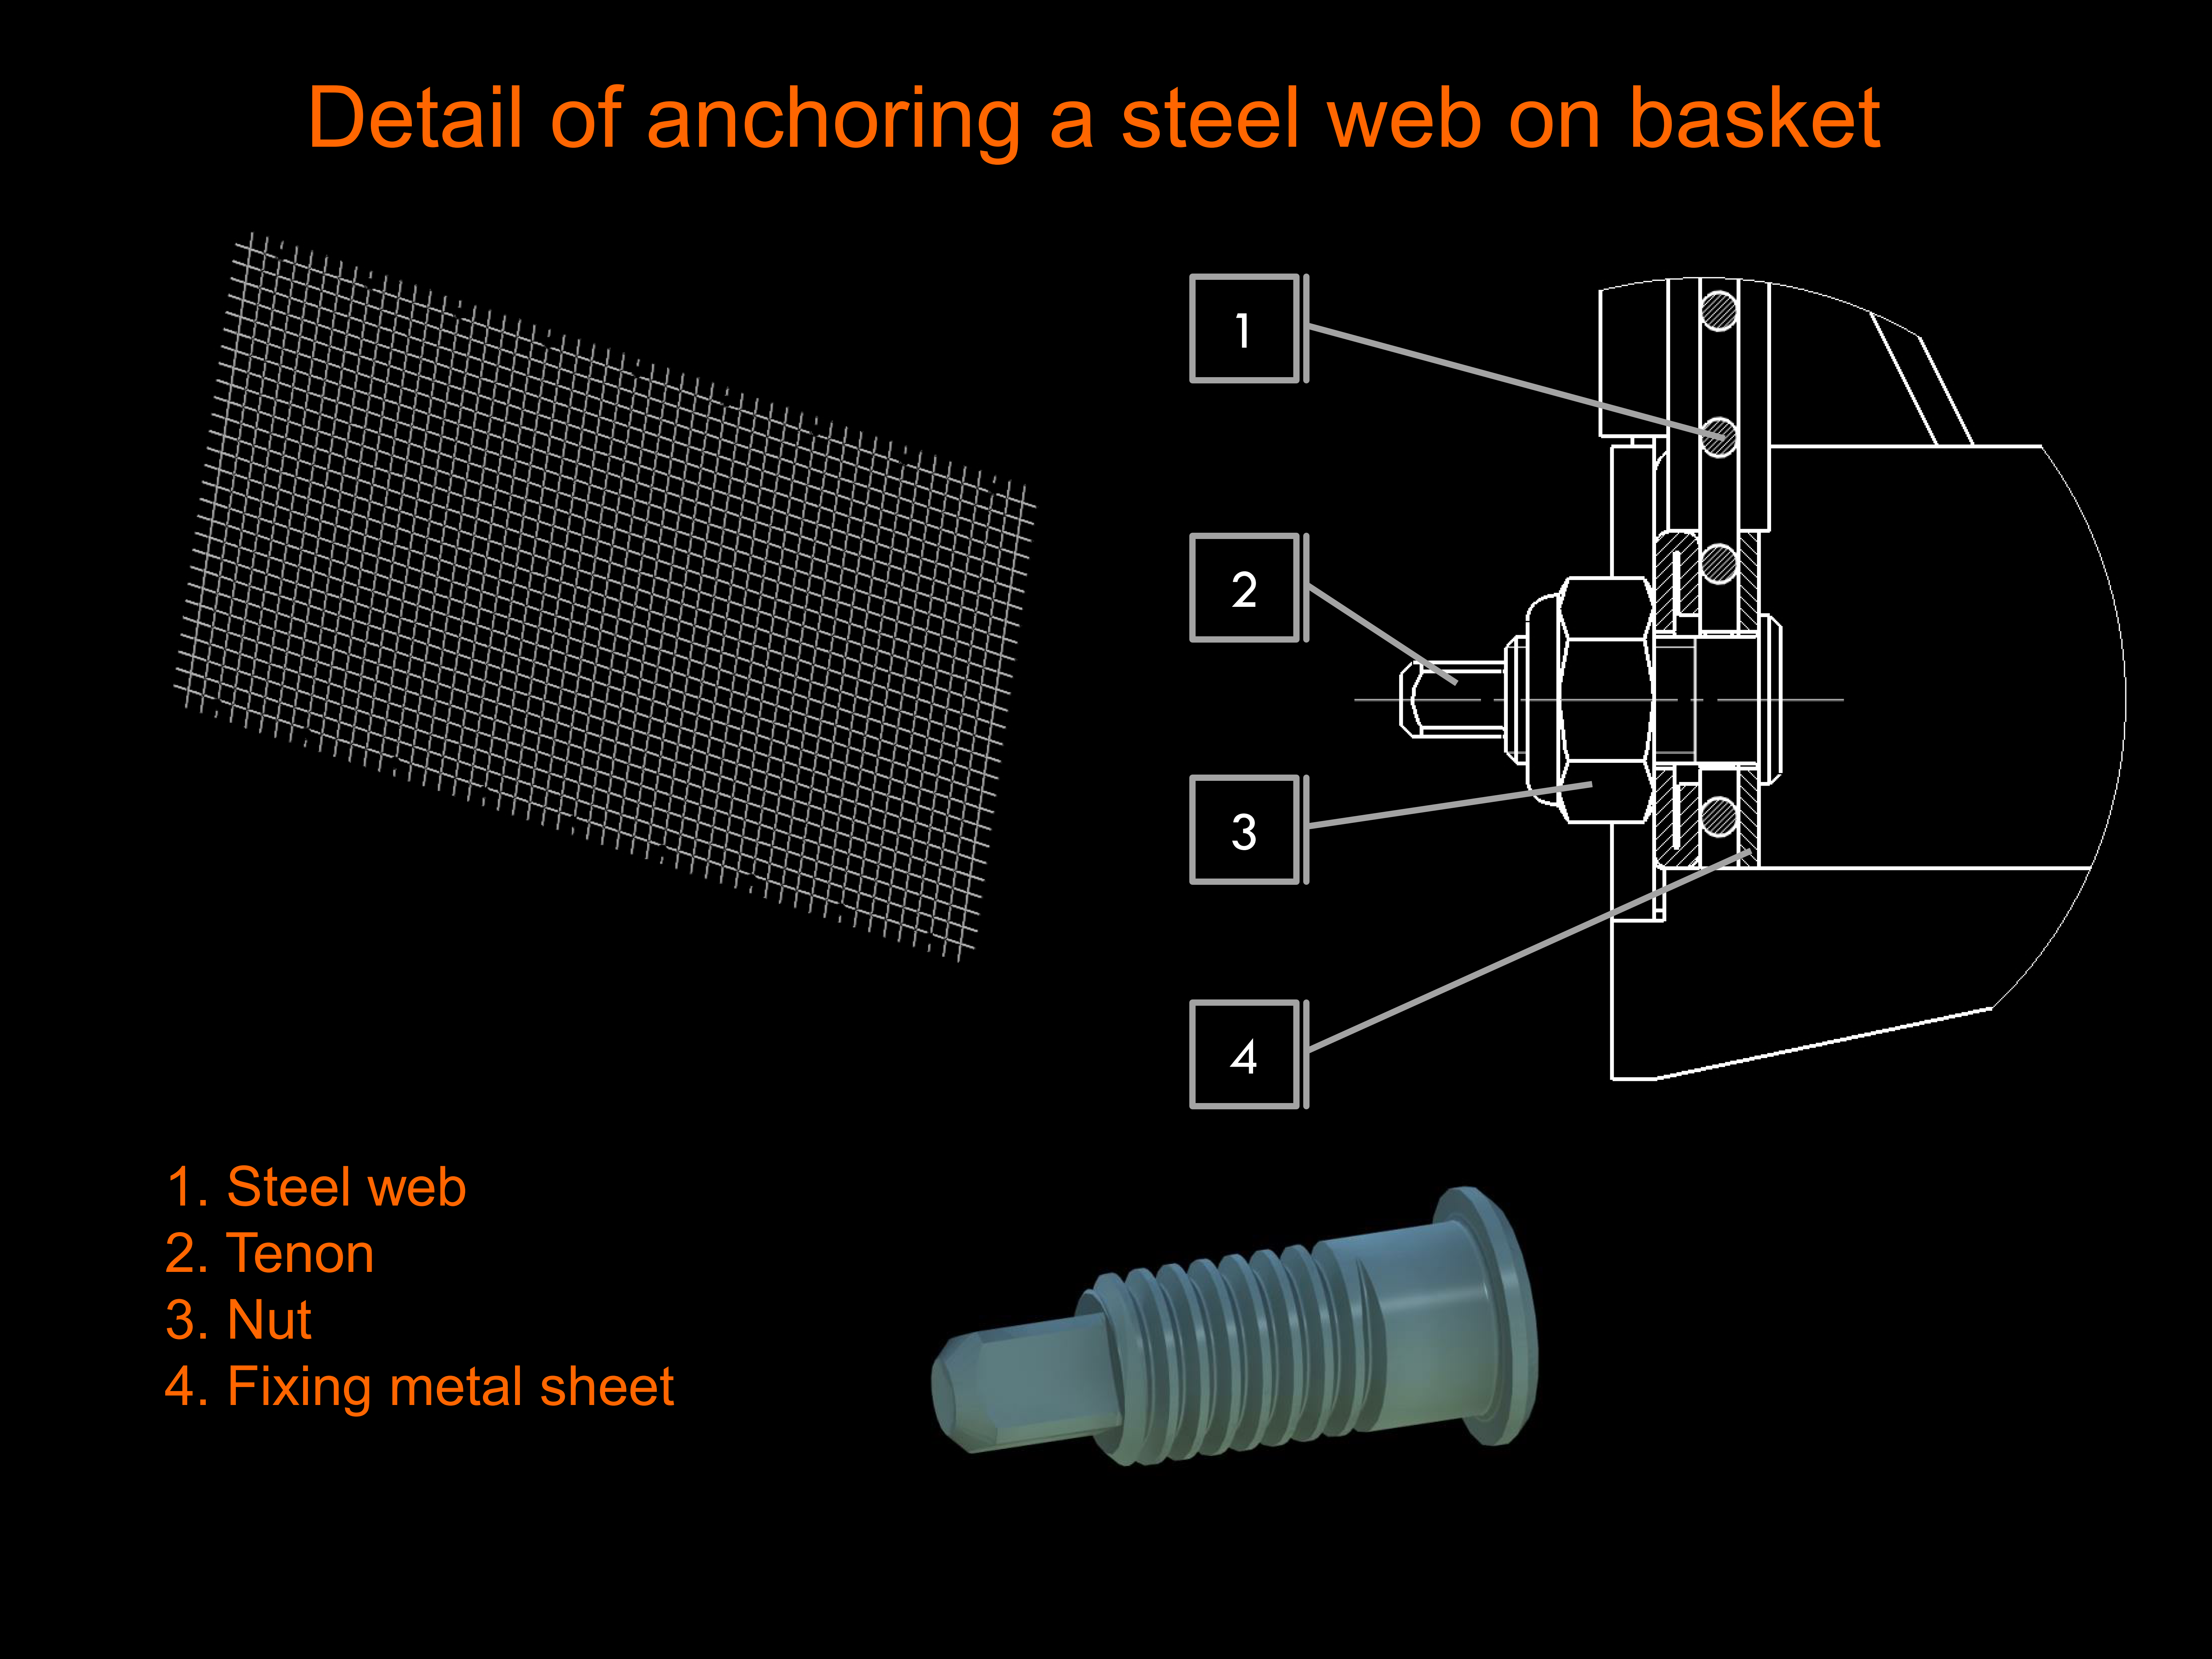 Detail of anchoring a steel web on basket
1
2
3
4
1. Steel web
2. Tenon
3. Nut
4. Fixing metal sheet